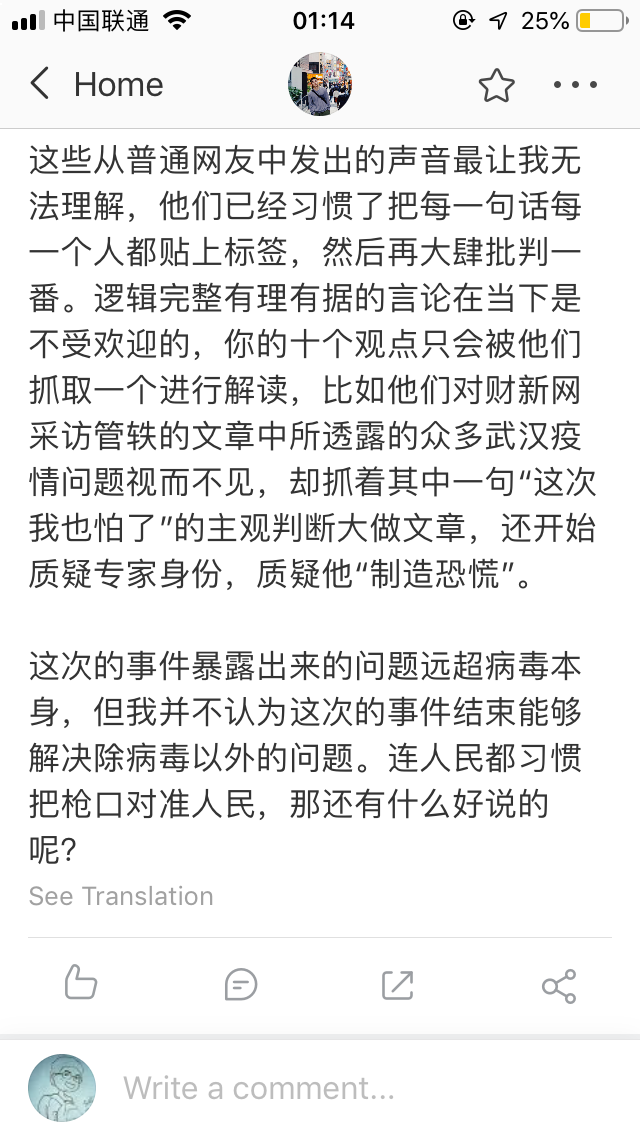 中国联通
01:14
25%
Home
这些从普通网友中发出的声音最让我无
法理解，他们已经习惯了把每一句话每
一个人都贴上标签，然后再大肆批判一
番。逻辑完整有理有据的言论在当下是
不受欢迎的，你的十个观点只会被他们
抓取一个进行解读，比如他们对财新网
采访管轶的文章中所透露的众多武汉疫
情问题视而不见，却抓着其中一句“这次
我也怕了”的主观判断大做文章，还开始
质疑专家身份，质疑他“制造恐慌”。
这次的事件暴露出来的问题远超病毒本
身，但我并不认为这次的事件结束能够
解决除病毒以外的问题。连人民都习惯
把枪口对准人民，那还有什么好说的
呢？
See Translation
Write a comment...